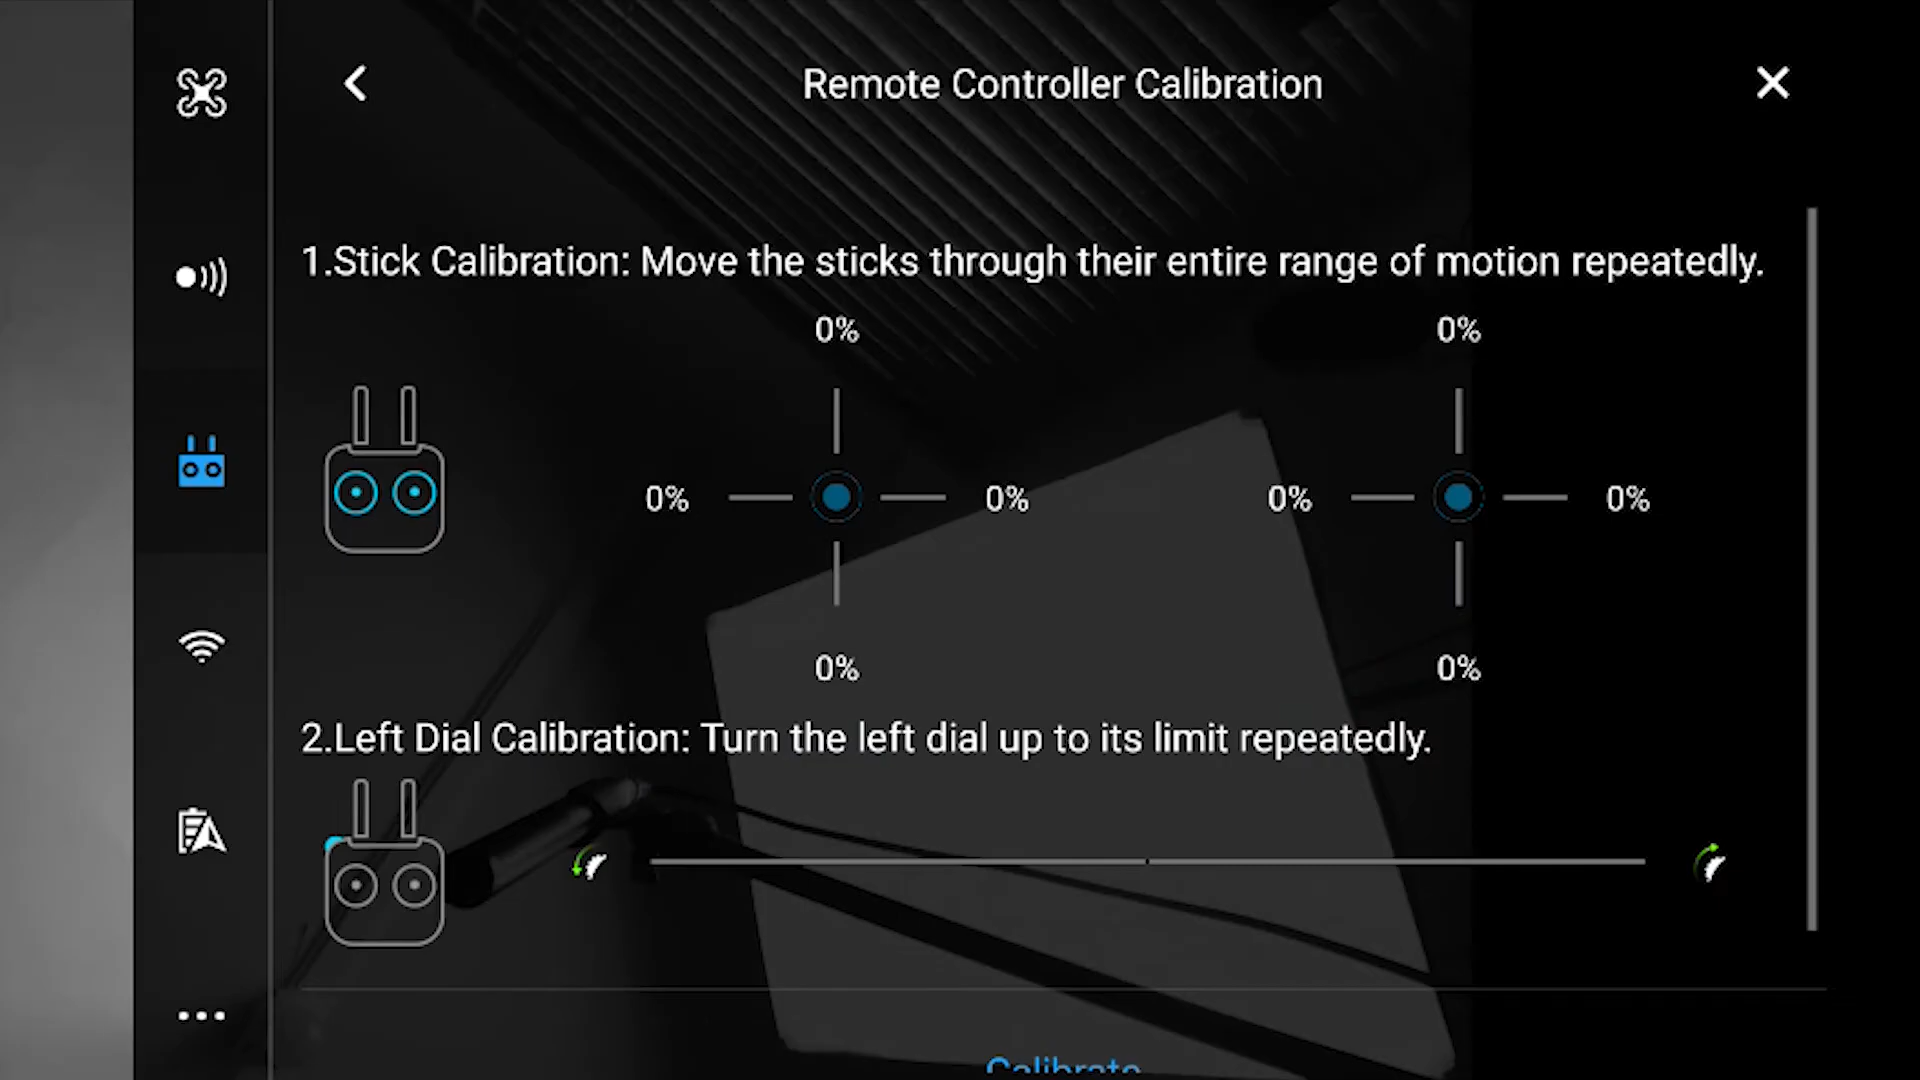 Remote Controller Calibration
1.Stick Calibration: Move the sticks through their entire range of motion repeatedly.
0% 0%
0% 0% 0% 0%
0% 0%
2.Left Dial Calibration: Turn the left dial up to its limit repeatedly.
Calibrate